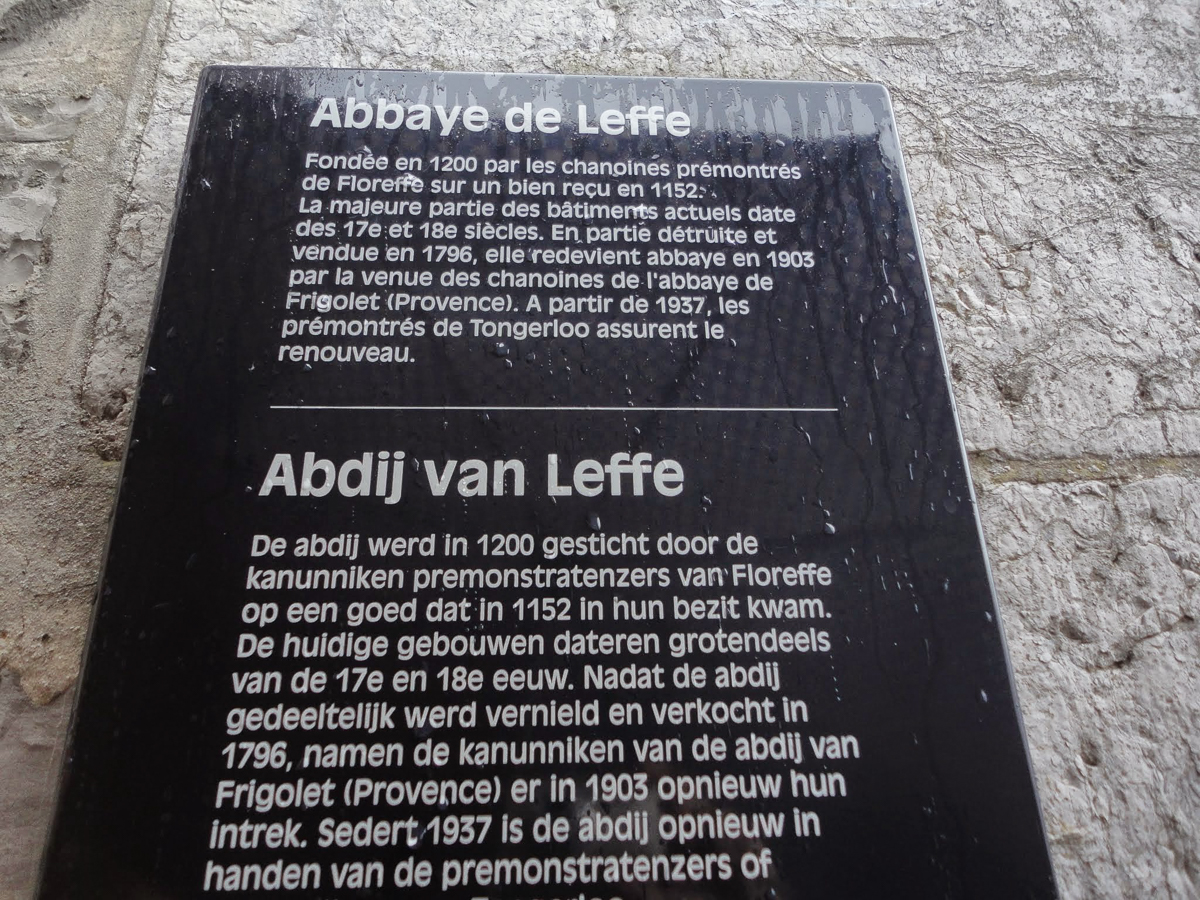 Abbaye de Leffe
Fondée en 1200 par les chanoines prémontrés
de Floreffe sur un bien reçu en 1152.
La majeure partie des bâtiments actuels date
des 17e et 18e siècles. En partie détruite et
vendue en 1796, elle redevient abbaye en 1903
par la venue des chanoines de l'abbaye de
Frigolet (Provence). A partir de 1937, les
prémontrés de Tongerloo assurent le
renouveau.
Abdij van Leffe
De abdij werd in 1200 gesticht door de
kanunniken premonstratenzers van Floreffe
op een goed dat in 1152 in hun bezit kwam.
De huidige gebouwen dateren grotendeels
van de 17e en 18e eeuw. Nadat de abdij
gedeeltelijk werd vernield en verkocht in
1796, namen de kanunniken van de abdij van
Frigolet (Provence) er in 1903 opnieuw hun
intrek. Sedert 1937 is de abdij opnieuw in
handen van de premonstratenzers of